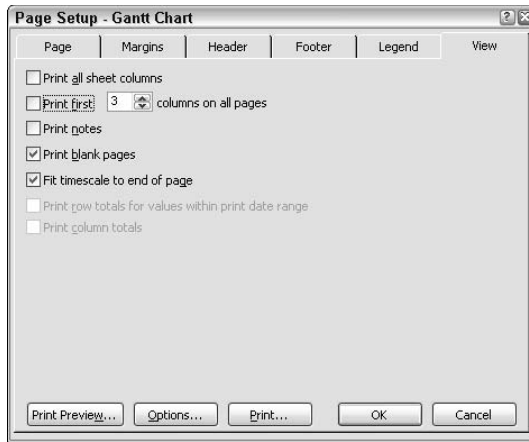 Page Setup - Gantt Chart
Page Margins Header Footer Legend View
Print all sheet columns
Print first 3 columns on all pages
Print notes
Print blank pages
Fit timescale to end of page
Print row totals for values within print date range
Print column totals
Print Preview... Options... Print... OK Cancel